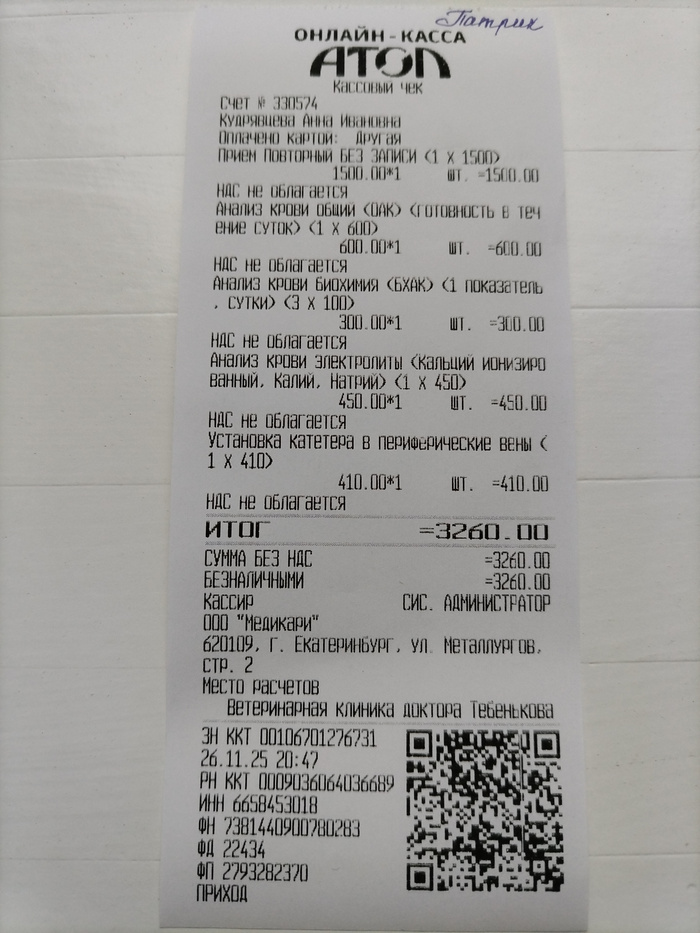 Патрик
ОНЛАЙН-КАССА
АТОЛ
Кассовый чек
Счет № 330574
Кудрявцева Анна Ивановна
Оплачено картой: Другая
Прием Повторный БЕЗ ЗАПИСИ (1 X 1500)
1500.00*1 шт. =1500.00
НДС не облагается
Анализ крови общий (ОАК) (готовность в теч
ение суток) (1 X 600)
600.00*1 шт. =600.00
НДС не облагается
Анализ крови биохимия (БХАК) (1 показатель
, сутки) (3 X 100)
300.00*1 шт. =300.00
НДС не облагается
Анализ крови электролиты (Кальций ионизиро
ванный, Калий, Натрий) (1 X 450)
450.00*1 шт. =450.00
НДС не облагается
Установка катетера в периферические вены (
1 X 410)
410.00*1 шт. =410.00
НДС не облагается
ИТОГ =3260.00
СУММА БЕЗ НДС =3260.00
БЕЗНАЛИЧНЫМИ =3260.00
Кассир СИС. АДМИНИСТРАТОР
ООО "Медикари"
620109, г. Екатеринбург, ул. Металлургов,
стр. 2
Место расчетов
Ветеринарная клиника доктора Тебенькова
ЗН ККТ 00106701276731
26.11.25 20:47
РН ККТ 0009036064036689
ИНН 6658453018
ФН 7381440900780283
ФД 22434
ФП 2793282370
ПРИХОД